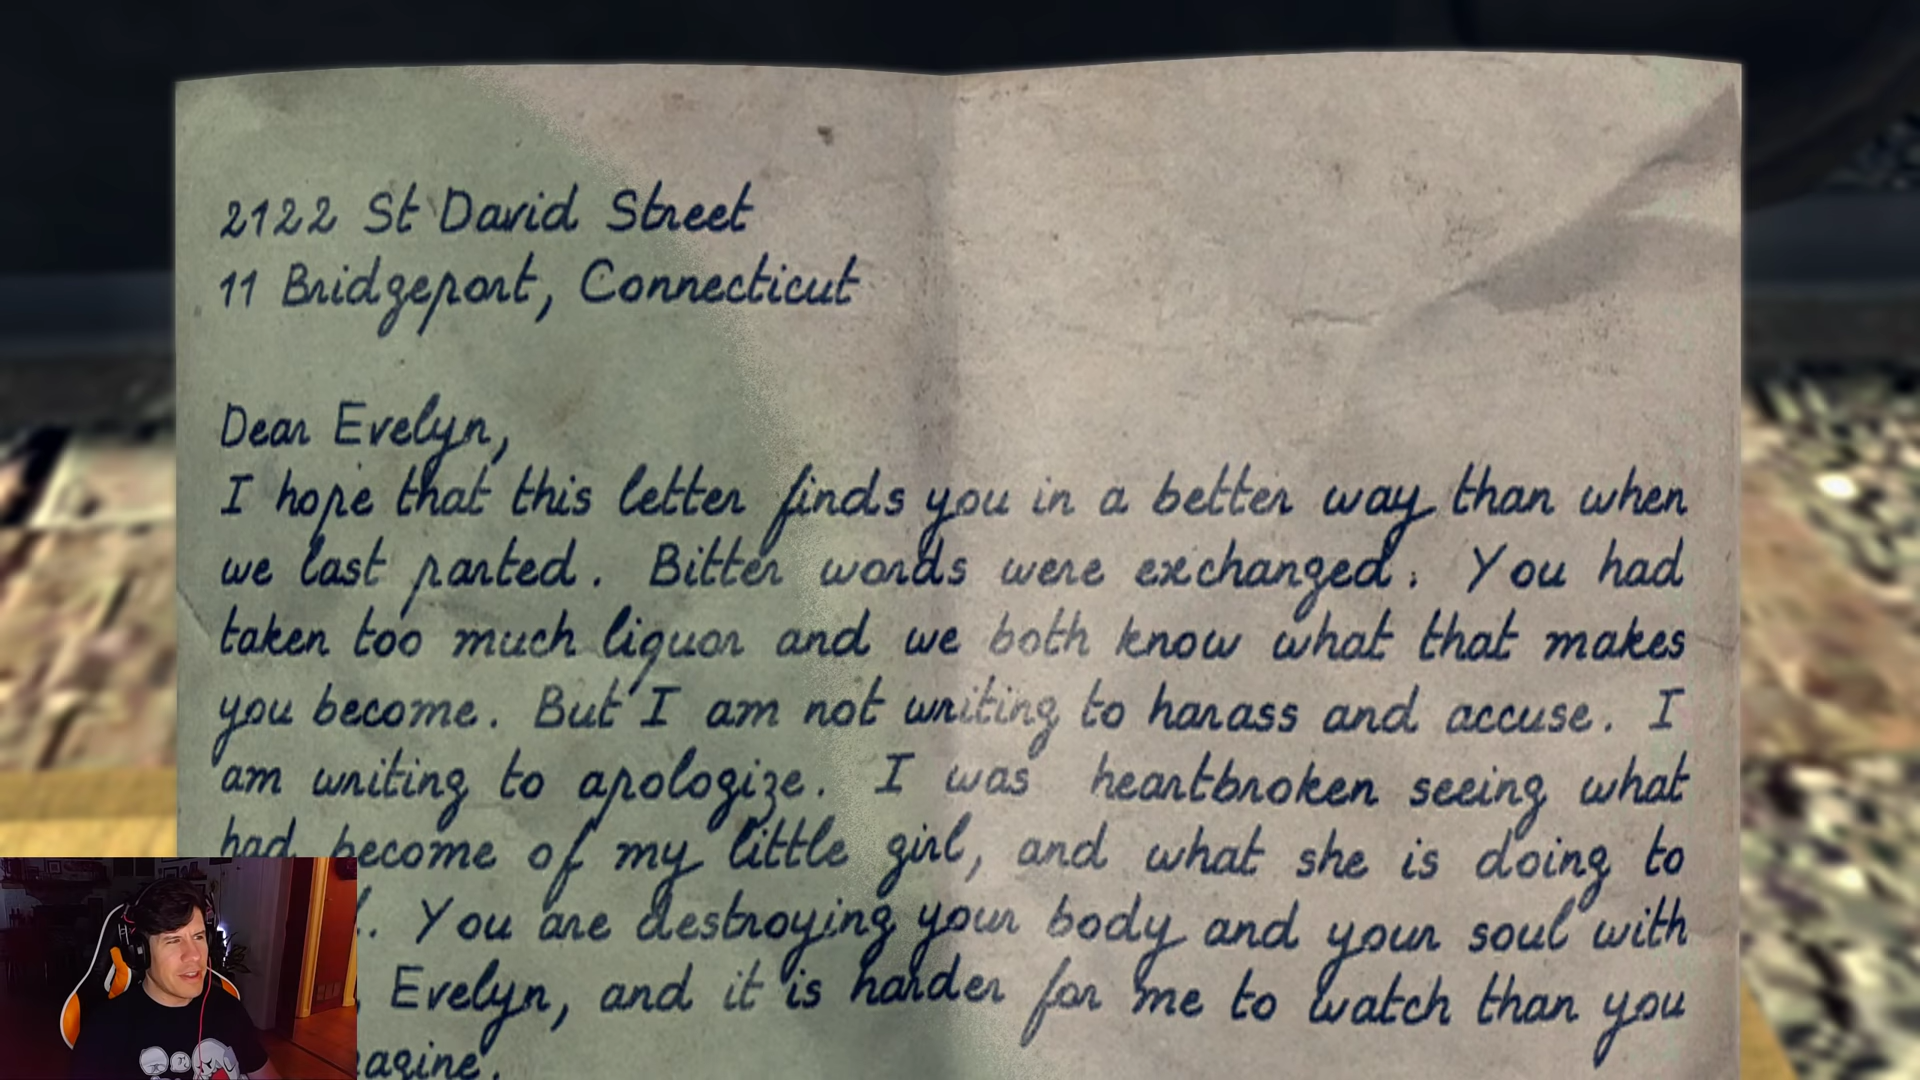 2122 St David Street
11 Bridgeport, Connecticut
Dear Evelyn,
I hope that this letter finds you in a better way than when
we last parted. Bitter words were exchanged. You had
taken too much liquor and we both know what that makes
you become. But I am not writing to harass and accuse. I
am writing to apologize. I was heartbroken seeing what
had become of my little girl, and what she is doing to
. You are destroying your body and your soul with
, Evelyn, and it is harder for me to watch than you
agine.